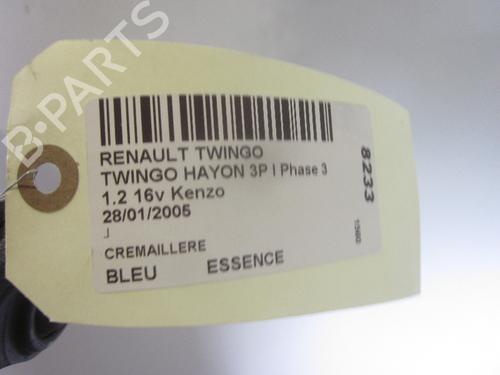 B-PARTS
RENAULT TWINGO
TWINGO HAYON 3P I Phase 3
1.2 16v Kenzo
28/01/2005
J
CREMAILLERE
BLEU ESSENCE
8233